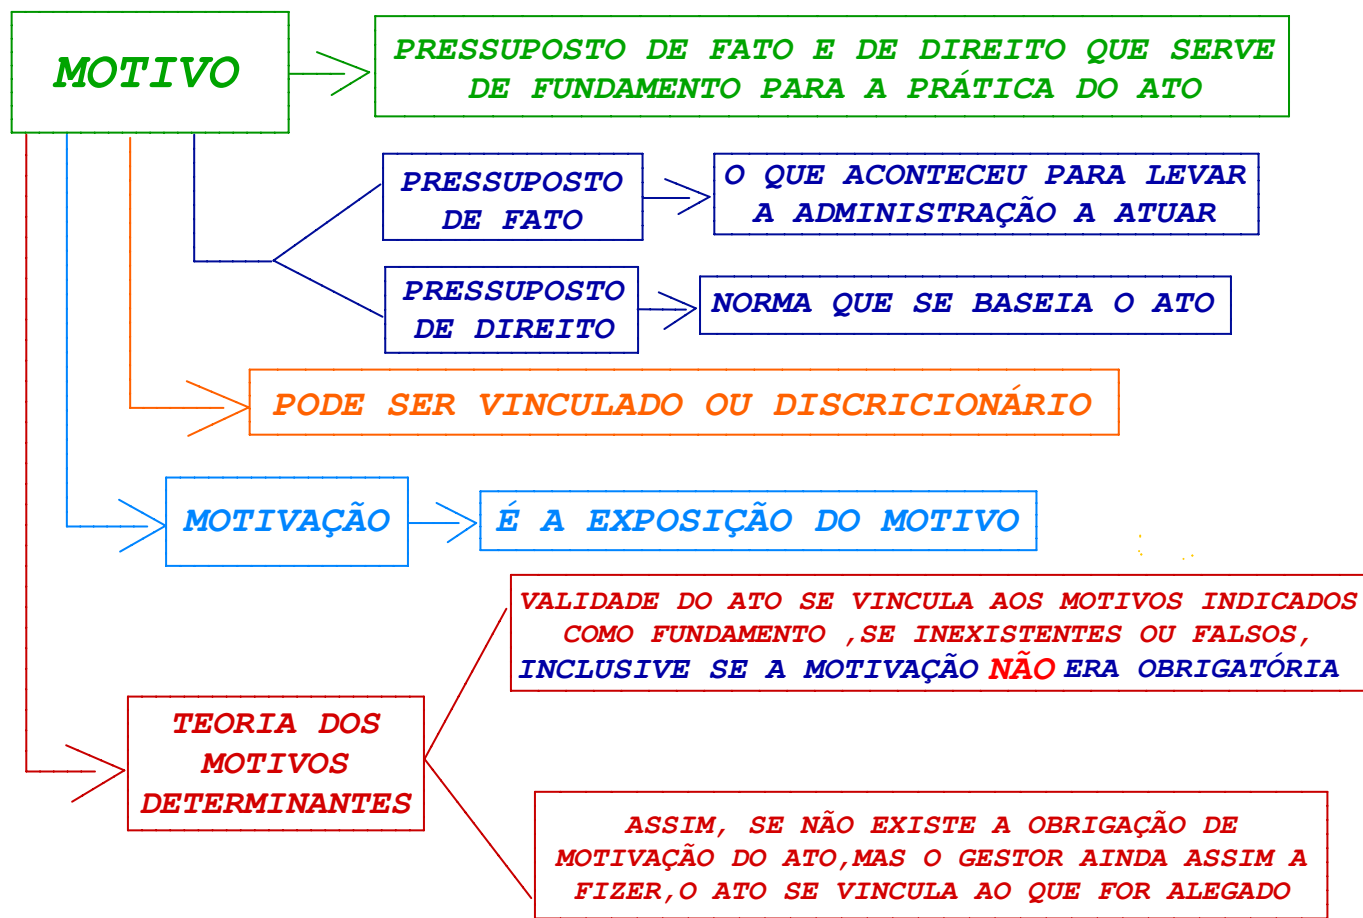 MOTIVO
PRESSUPOSTO DE FATO E DE DIREITO QUE SERVE
DE FUNDAMENTO PARA A PRÁTICA DO ATO
PRESSUPOSTO
DE FATO
O QUE ACONTECEU PARA LEVAR
A ADMINISTRAÇÃO A ATUAR
PRESSUPOSTO
DE DIREITO
NORMA QUE SE BASEIA O ATO
PODE SER VINCULADO OU DISCRICIONÁRIO
MOTIVAÇÃO
É A EXPOSIÇÃO DO MOTIVO
TEORIA DOS
MOTIVOS
DETERMINANTES
VALIDADE DO ATO SE VINCULA AOS MOTIVOS INDICADOS
COMO FUNDAMENTO ,SE INEXISTENTES OU FALSOS,
INCLUSIVE SE A MOTIVAÇÃO NÃO ERA OBRIGATÓRIA
ASSIM, SE NÃO EXISTE A OBRIGAÇÃO DE
MOTIVAÇÃO DO ATO,MAS O GESTOR AINDA ASSIM A
FIZER,O ATO SE VINCULA AO QUE FOR ALEGADO